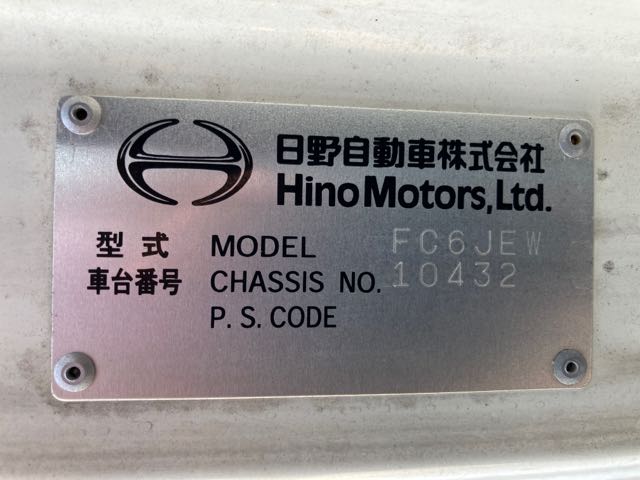 日野自動車株式会社
Hino Motors, Ltd.
型式 MODEL FC6JEW
車台番号 CHASSIS NO. 10432
P. S. CODE